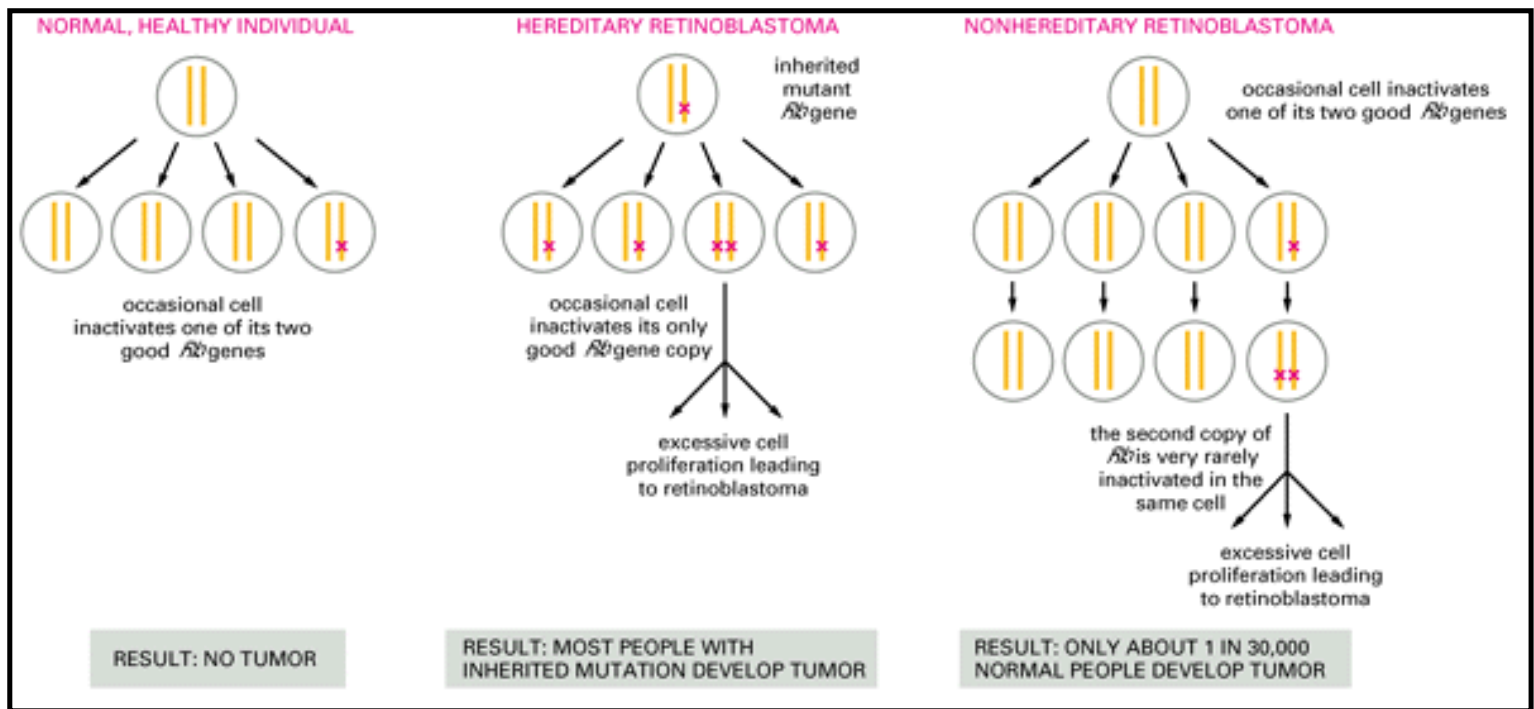 NORMAL, HEALTHY INDIVIDUAL
occasional cell
inactivates one of its two
good Rb genes
RESULT: NO TUMOR
HEREDITARY RETINOBLASTOMA
inherited
mutant
Rb gene
occasional cell
inactivates its only
good Rb gene copy
excessive cell
proliferation leading
to retinoblastoma
RESULT: MOST PEOPLE WITH
INHERITED MUTATION DEVELOP TUMOR
NONHEREDITARY RETINOBLASTOMA
occasional cell inactivates
one of its two good Rb genes
the second copy of
Rb is very rarely
inactivated in the
same cell
excessive cell
proliferation leading
to retinoblastoma
RESULT: ONLY ABOUT 1 IN 30,000
NORMAL PEOPLE DEVELOP TUMOR